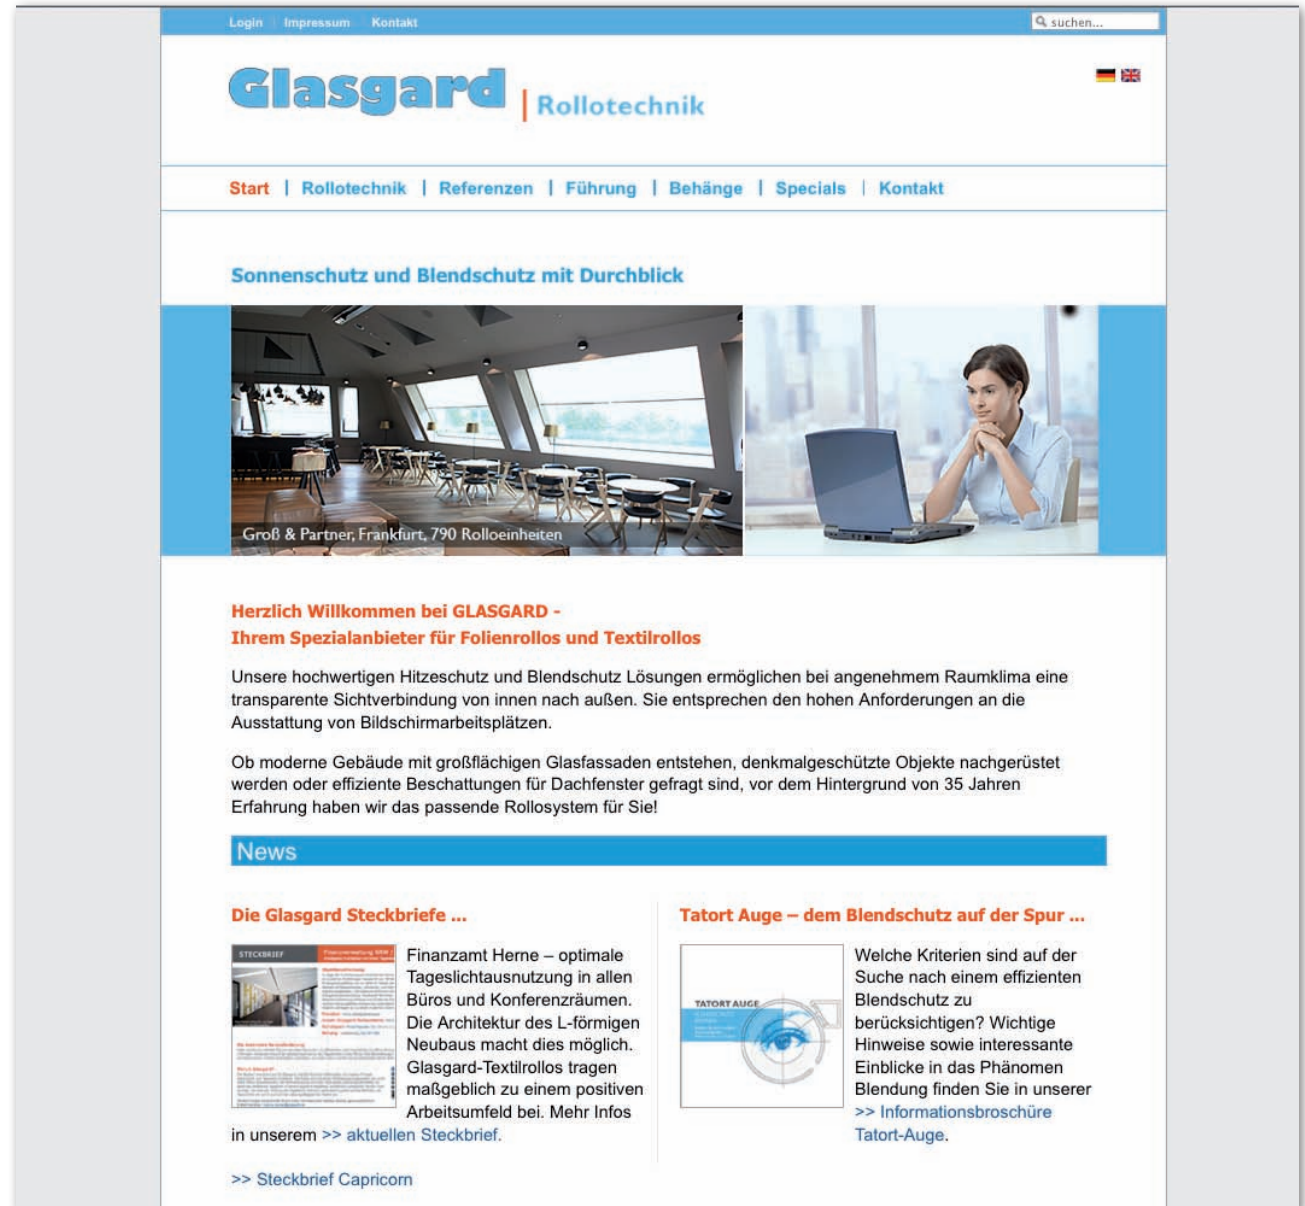 Login | Impressum Kontakt
suchen...
Glasgard | Rollotechnik
Start | Rollotechnik | Referenzen | Führung | Behänge | Specials | Kontakt
Sonnenschutz und Blendschutz mit Durchblick
Groß & Partner, Frankfurt, 790 Rolloeinheiten
Herzlich Willkommen bei GLASGARD -
Ihrem Spezialanbieter für Folienrollos und Textilrollos
Unsere hochwertigen Hitzeschutz und Blendschutz Lösungen ermöglichen bei angenehmem Raumklima eine
transparente Sichtverbindung von innen nach außen. Sie entsprechen den hohen Anforderungen an die
Ausstattung von Bildschirmarbeitsplätzen.
Ob moderne Gebäude mit großflächigen Glasfassaden entstehen, denkmalgeschützte Objekte nachgerüstet
werden oder effiziente Beschattungen für Dachfenster gefragt sind, vor dem Hintergrund von 35 Jahren
Erfahrung haben wir das passende Rollosystem für Sie!
News
Die Glasgard Steckbriefe ...
STECKBRIEF
Finanzamt Herne – optimale
Tageslichtausnutzung in allen
Büros und Konferenzräumen.
Die Architektur des L-förmigen
Neubaus macht dies möglich.
Glasgard-Textilrollos tragen
maßgeblich zu einem positiven
Arbeitsumfeld bei. Mehr Infos
in unserem >> aktuellen Steckbrief.
>> Steckbrief Capricorn
Tatort Auge – dem Blendschutz auf der Spur ...
TATORT AUGE
Welche Kriterien sind auf der
Suche nach einem effizienten
Blendschutz zu
berücksichtigen? Wichtige
Hinweise sowie interessante
Einblicke in das Phänomen
Blendung finden Sie in unserer
>> Informationsbroschüre
Tatort-Auge.